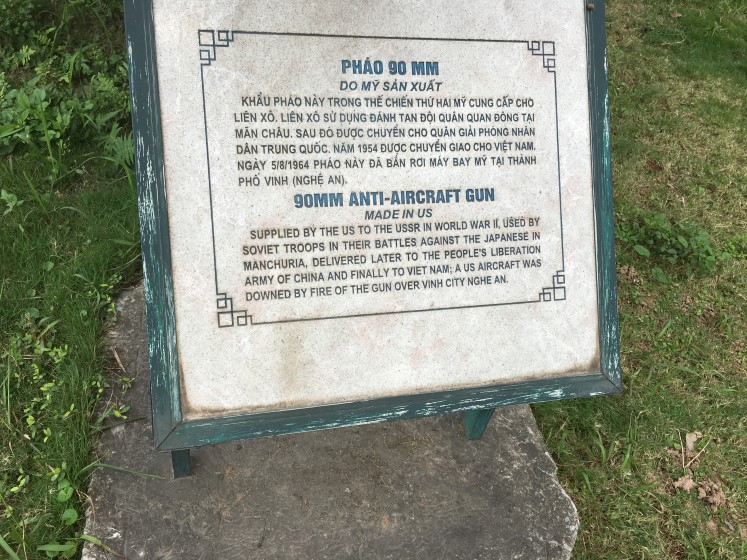 PHÁO 90 MM
DO MỸ SẢN XUẤT
KHẨU PHÁO NÀY TRONG THẾ CHIẾN THỨ HAI MỸ CUNG CẤP CHO
LIÊN XÔ. LIÊN XÔ SỬ DỤNG ĐÁNH TAN ĐỘI QUÂN QUAN ĐÔNG TẠI
MÃN CHÂU. SAU ĐÓ ĐƯỢC CHUYỂN CHO QUÂN GIẢI PHÓNG NHÂN
DÂN TRUNG QUỐC. NĂM 1954 ĐƯỢC CHUYỂN GIAO CHO VIỆT NAM.
NGÀY 5/8/1964 PHÁO NÀY ĐÃ BẮN RƠI MÁY BAY MỸ TẠI THÀNH
PHỐ VINH (NGHỆ AN).
90MM ANTI-AIRCRAFT GUN
MADE IN US
SUPPLIED BY THE US TO THE USSR IN WORLD WAR II, USED BY
SOVIET TROOPS IN THEIR BATTLES AGAINST THE JAPANESE IN
MANCHURIA, DELIVERED LATER TO THE PEOPLE'S LIBERATION
ARMY OF CHINA AND FINALLY TO VIET NAM; A US AIRCRAFT WAS
DOWNED BY FIRE OF THE GUN OVER VINH CITY NGHE AN.